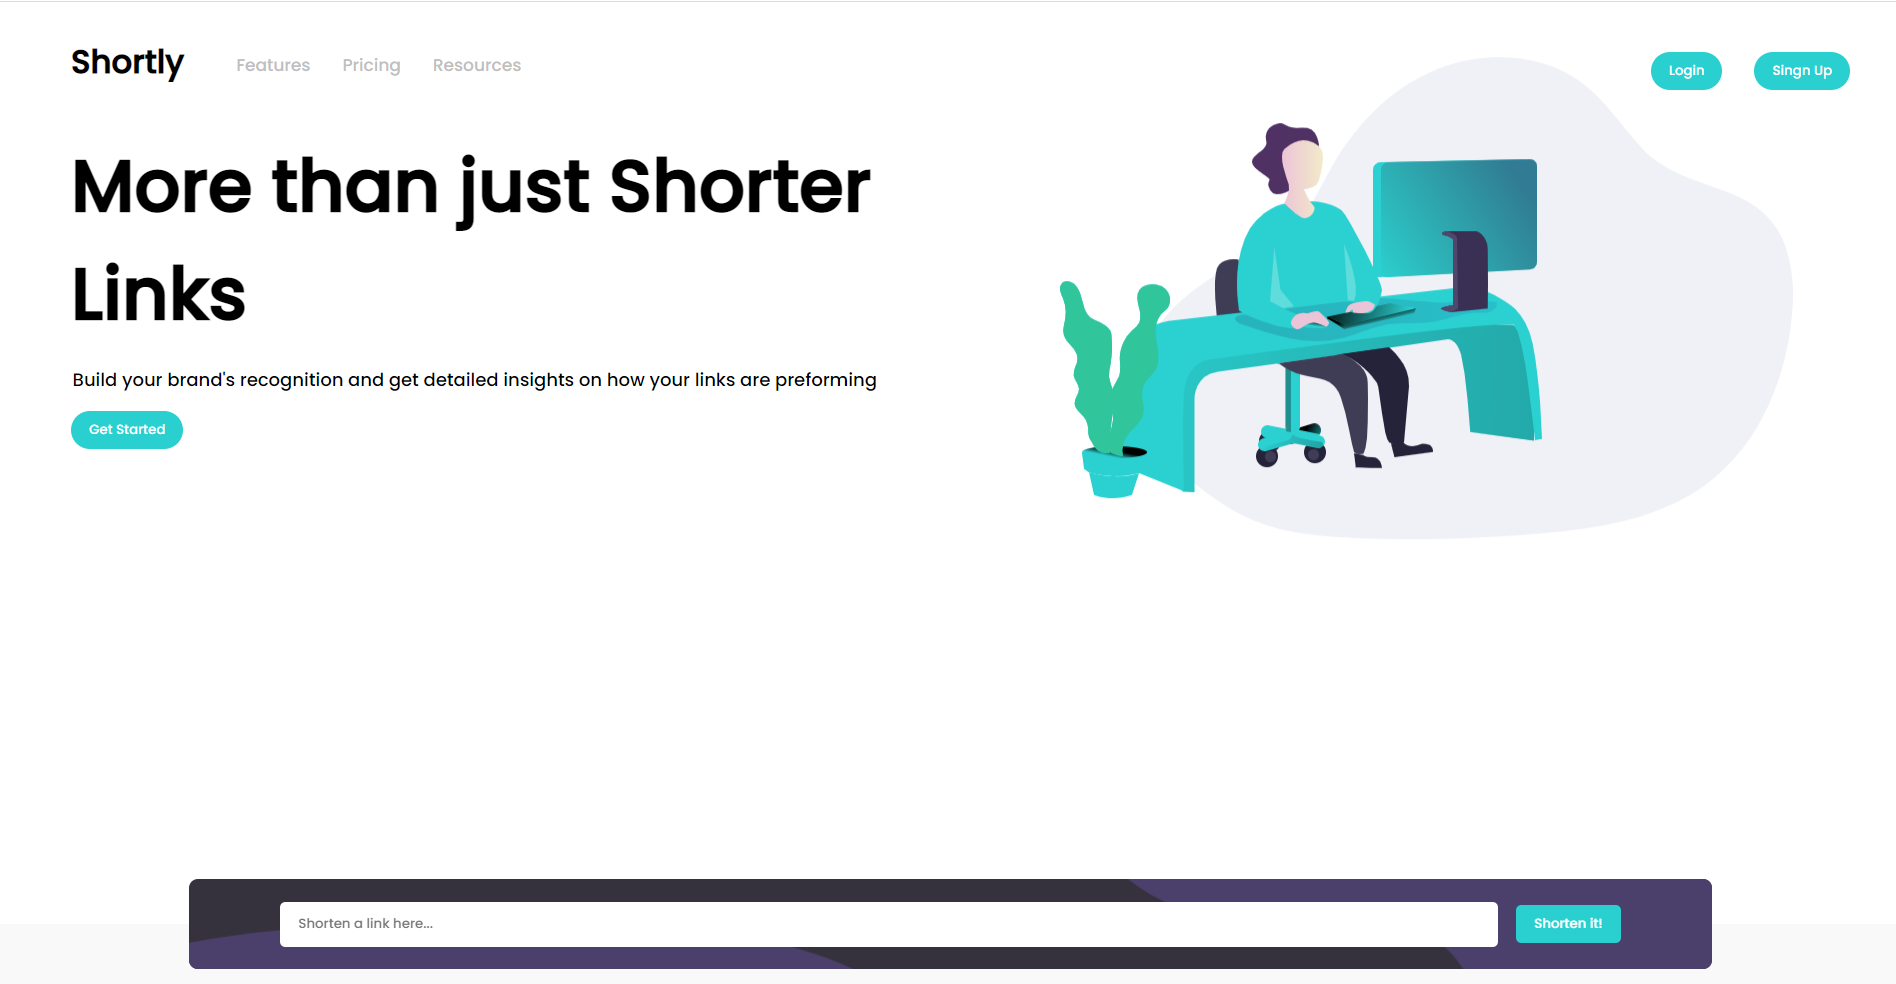 Shortly
Features
Pricing
Resources
Login
Singn Up
More than just Shorter
Links
Build your brand's recognition and get detailed insights on how your links are preforming
Get Started
Shorten a link here...
Shorten it!